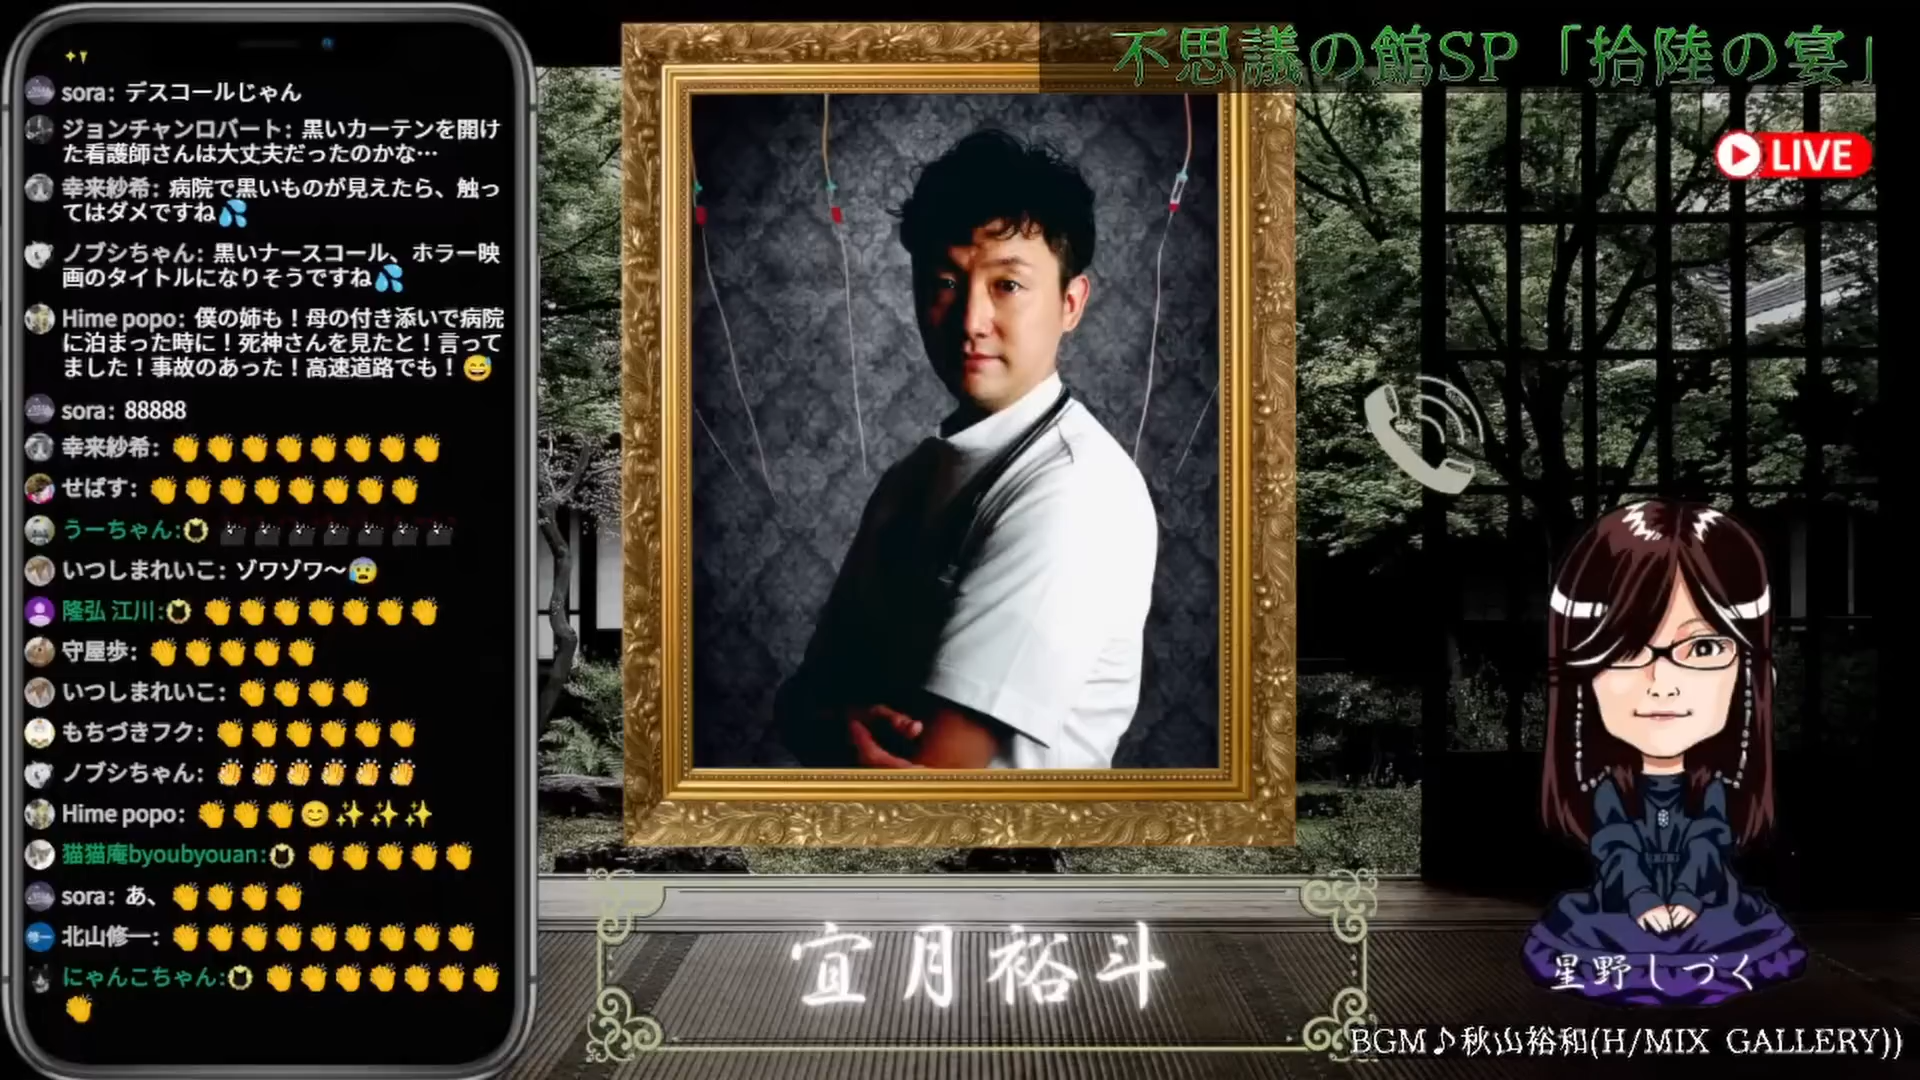 sora: デスコールじゃん
ジョンチャンロバート: 黒いカーテンを開け
た看護師さんは大丈夫だったのかな…
幸来紗希: 病院で黒いものが見えたら、触っ
てはダメですね💦
ノブシちゃん: 黒いナースコール、ホラー映
画のタイトルになりそうですね💦
Hime popo: 僕の姉も！母の付き添いで病院
に泊まった時に！死神さんを見たと！言って
ました！事故のあった！高速道路でも！😅
sora: 88888
幸来紗希: 👏👏👏👏👏👏👏👏
せぱす: 👏👏👏👏👏👏👏👏
うーちゃん:
いつしまれいこ: ゾワゾワ〜😰
隆弘 江川: 👏👏👏👏👏👏👏
守屋歩: 👏👏👏👏👏
いつしまれいこ: 👏👏👏👏
もちづきフク: 👏👏👏👏👏👏
ノブシちゃん: 👏👏👏👏👏👏
Hime popo: 👏👏👏😊✨✨✨
猫猫庵byoubyouan: 👏👏👏👏👏
sora: あ、👏👏👏👏
北山修一: 👏👏👏👏👏👏👏👏👏
にゃんこちゃん: 👏👏👏👏👏👏👏
👏
不思議の館SP「拾陸の宴」
LIVE
宜月裕斗
星野しづく
BGM♪秋山裕和(H/MIX GALLERY))